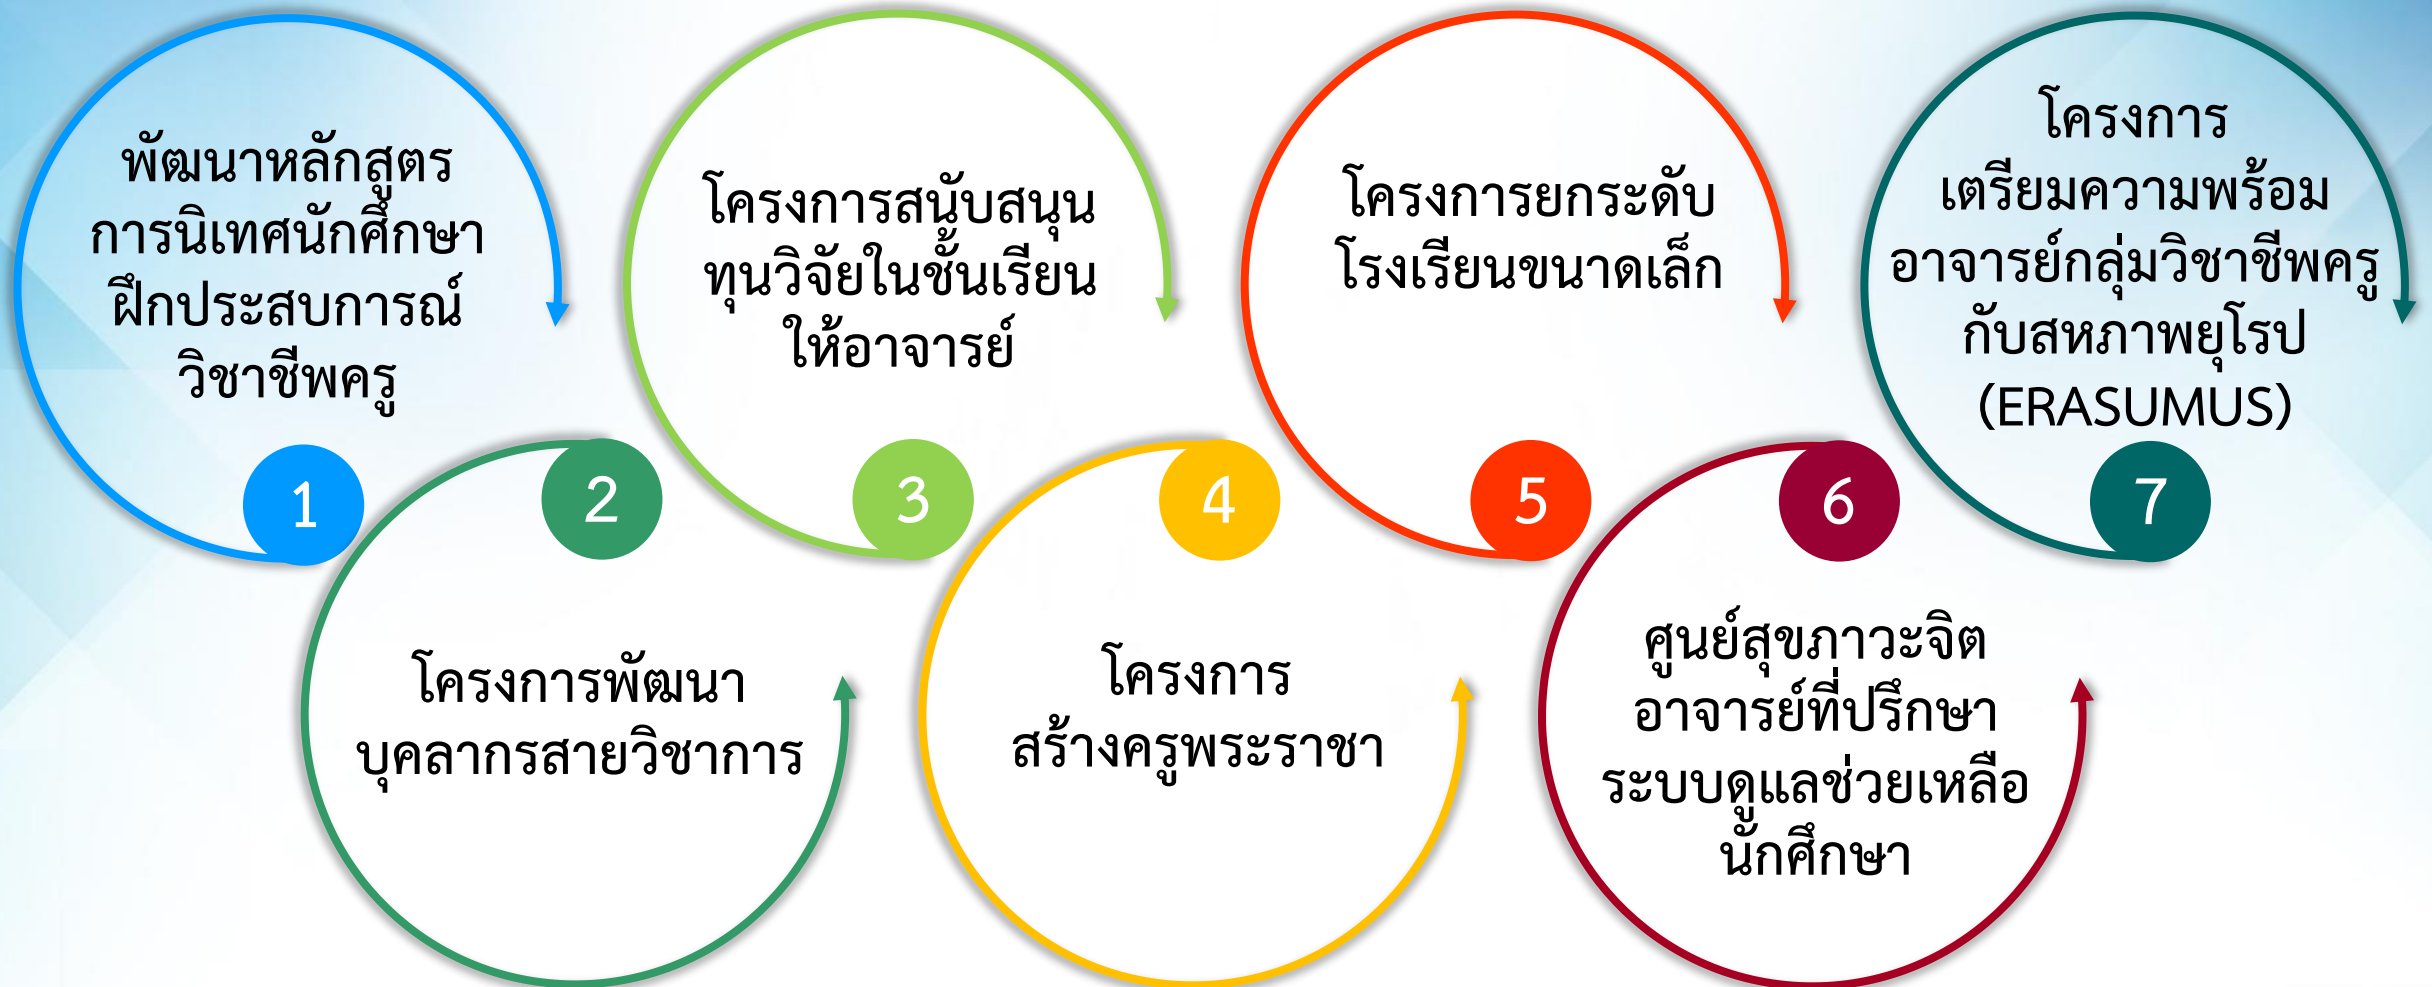 พัฒนาหลักสูตร
การนิเทศนักศึกษา
ฝึกประสบการณ์
วิชาชีพครู
1
โครงการพัฒนา
บุคลากรสายวิชาการ
2
โครงการสนับสนุน
ทุนวิจัยในชั้นเรียน
ให้อาจารย์
3
โครงการ
สร้างครูพระราชา
4
โครงการยกระดับ
โรงเรียนขนาดเล็ก
5
ศูนย์สุขภาวะจิต
อาจารย์ที่ปรึกษา
ระบบดูแลช่วยเหลือ
นักศึกษา
6
โครงการ
เตรียมความพร้อม
อาจารย์กลุ่มวิชาชีพครู
กับสหภาพยุโรป
(ERASUMUS)
7